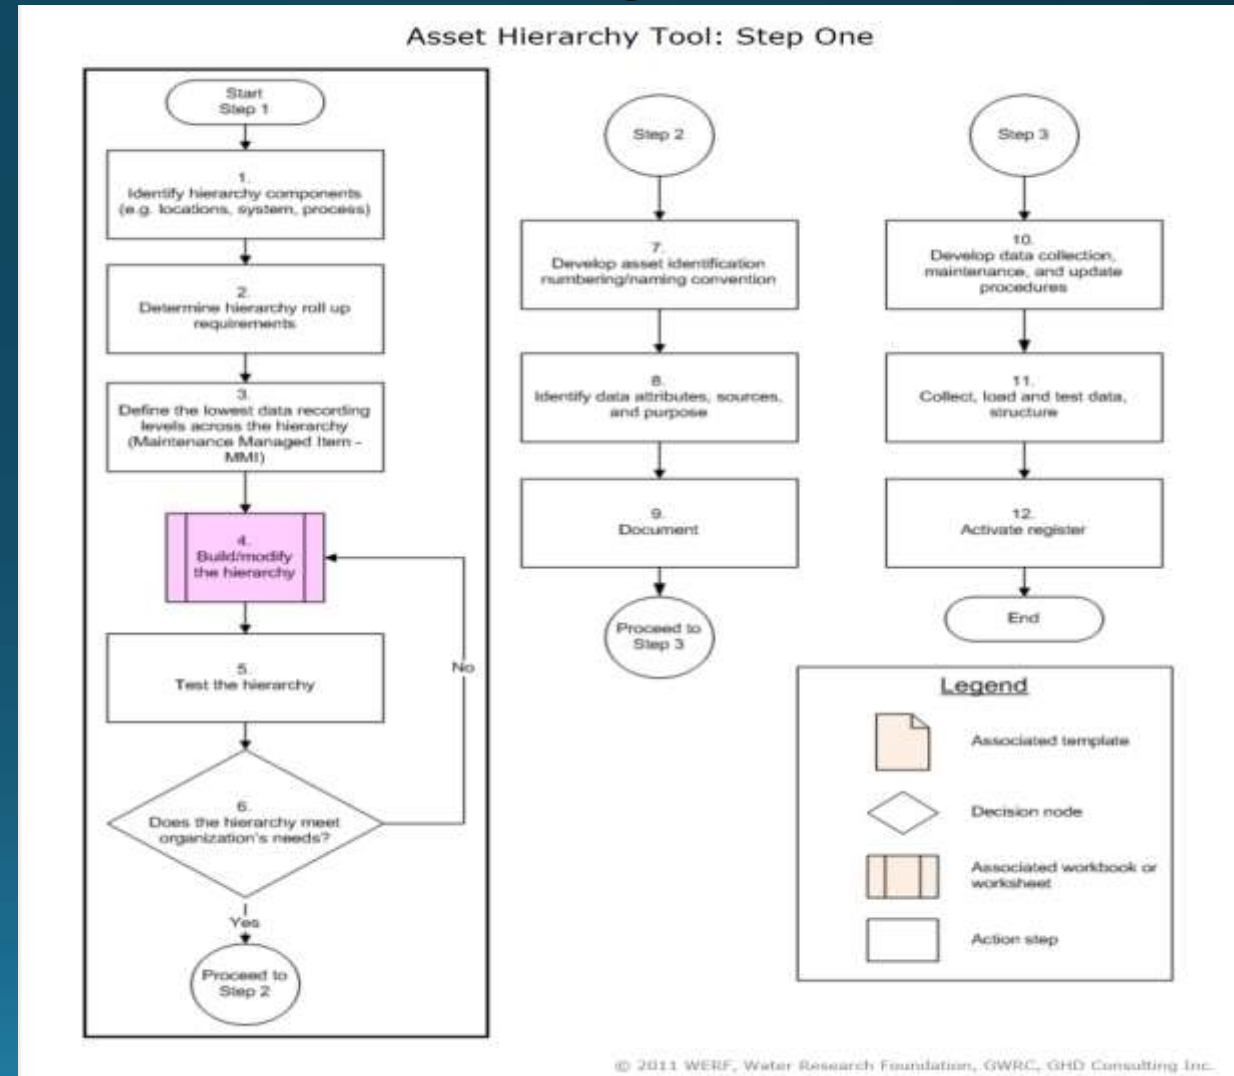 Asset Hierarchy Tool: Step One
Start
Step 1
1.
Identify hierarchy components
(e.g. locations, system, process)
2.
Determine hierarchy roll up
requirements
3.
Define the lowest data recording
levels across the hierarchy
(Maintenance Managed Item -
MMI)
4.
Build/modify
the hierarchy
5.
Test the hierarchy
No
6.
Does the hierarchy meet
organization's needs?
Yes
Proceed to
Step 2
Step 2
7.
Develop asset identification
numbering/naming convention
8.
Identify data attributes, sources,
and purpose
9.
Document
Proceed to
Step 3
Step 3
10.
Develop data collection,
maintenance, and update
procedures
11.
Collect, load and test data,
structure
12.
Activate register
End
Legend
Associated template
Decision node
Associated workbook or
worksheet
Action step
© 2011 WERF, Water Research Foundation, GWRC, GHD Consulting Inc.